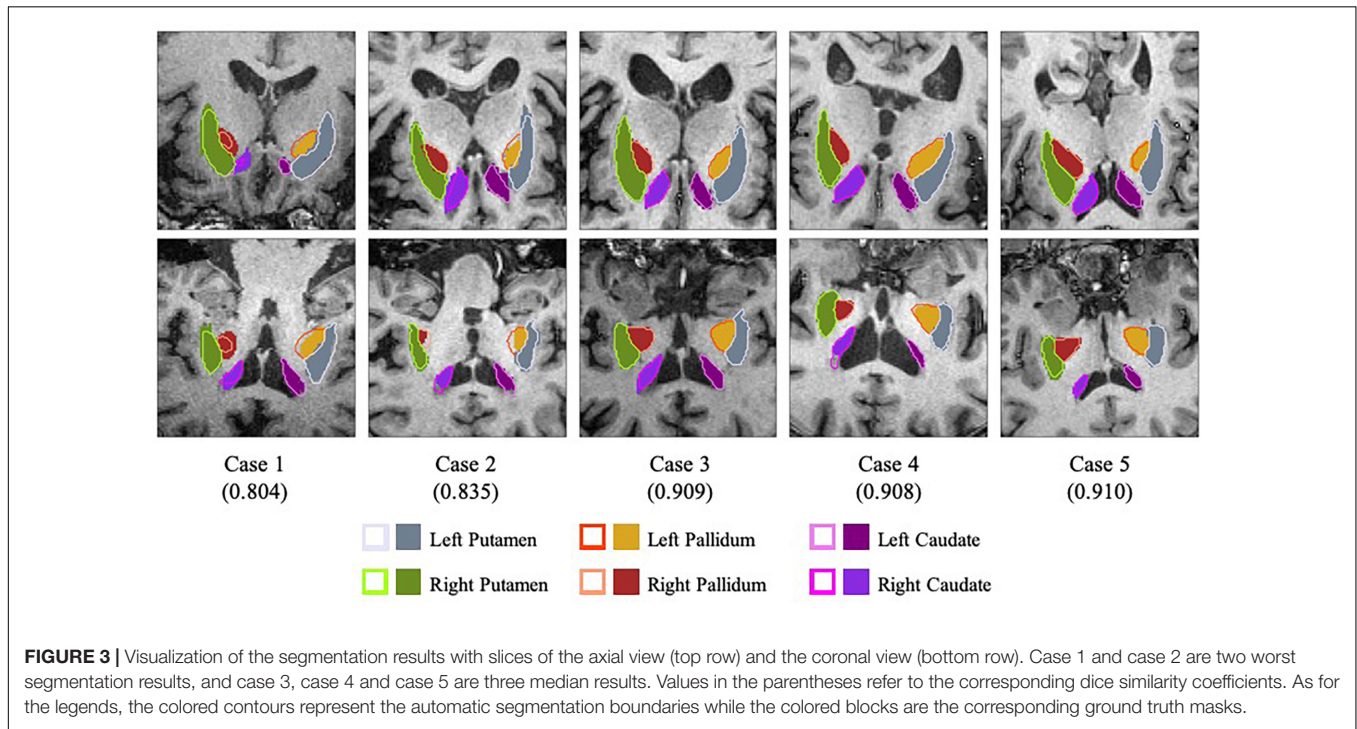 Case 1 Case 2 Case 3 Case 4 Case 5
(0.804) (0.835) (0.909) (0.908) (0.910)
Left Putamen Left Pallidum Left Caudate
Right Putamen Right Pallidum Right Caudate
FIGURE 3 | Visualization of the segmentation results with slices of the axial view (top row) and the coronal view (bottom row). Case 1 and case 2 are two worst
segmentation results, and case 3, case 4 and case 5 are three median results. Values in the parentheses refer to the corresponding dice similarity coefficients. As for
the legends, the colored contours represent the automatic segmentation boundaries while the colored blocks are the corresponding ground truth masks.